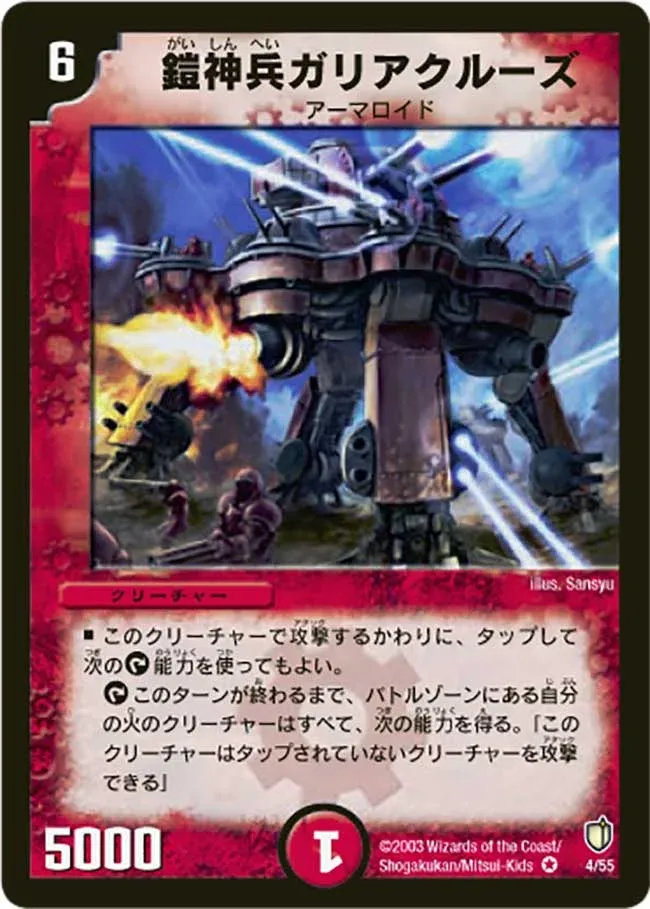 6
がい しん へい
鎧神兵ガリアクルーズ
アーマロイド
illus. Sansyu
クリーチャー
■ このクリーチャーで攻撃するかわりに、タップして
次の能力を使ってもよい。
このターンが終わるまで、バトルゾーンにある自分
の火のクリーチャーはすべて、次の能力を得る。「この
クリーチャーはタップされていないクリーチャーを攻撃
できる」
5000
1
©2003 Wizards of the Coast/
Shogakukan/Mitsui-Kids
4/55